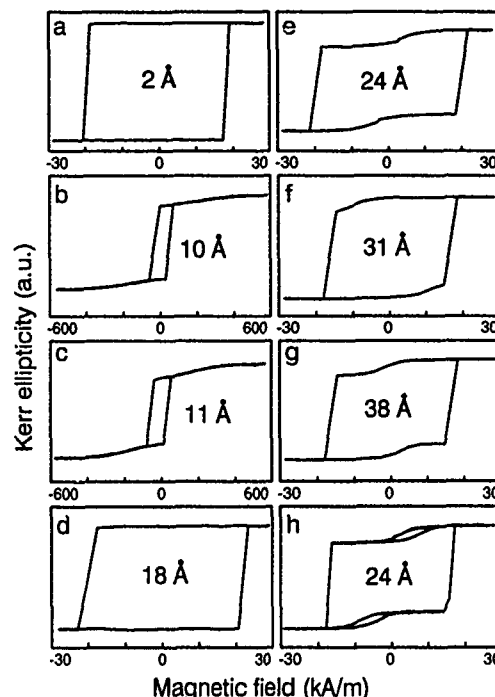 Kerr ellipticity (a.u.)
a
2 Å
-30 0 30
b
10 Å
-600 0 600
c
11 Å
-600 0 600
d
18 Å
-30 0 30
e
24 Å
-30 0 30
f
31 Å
-30 0 30
g
38 Å
-30 0 30
h
24 Å
-30 0 30
Magnetic field (kA/m)